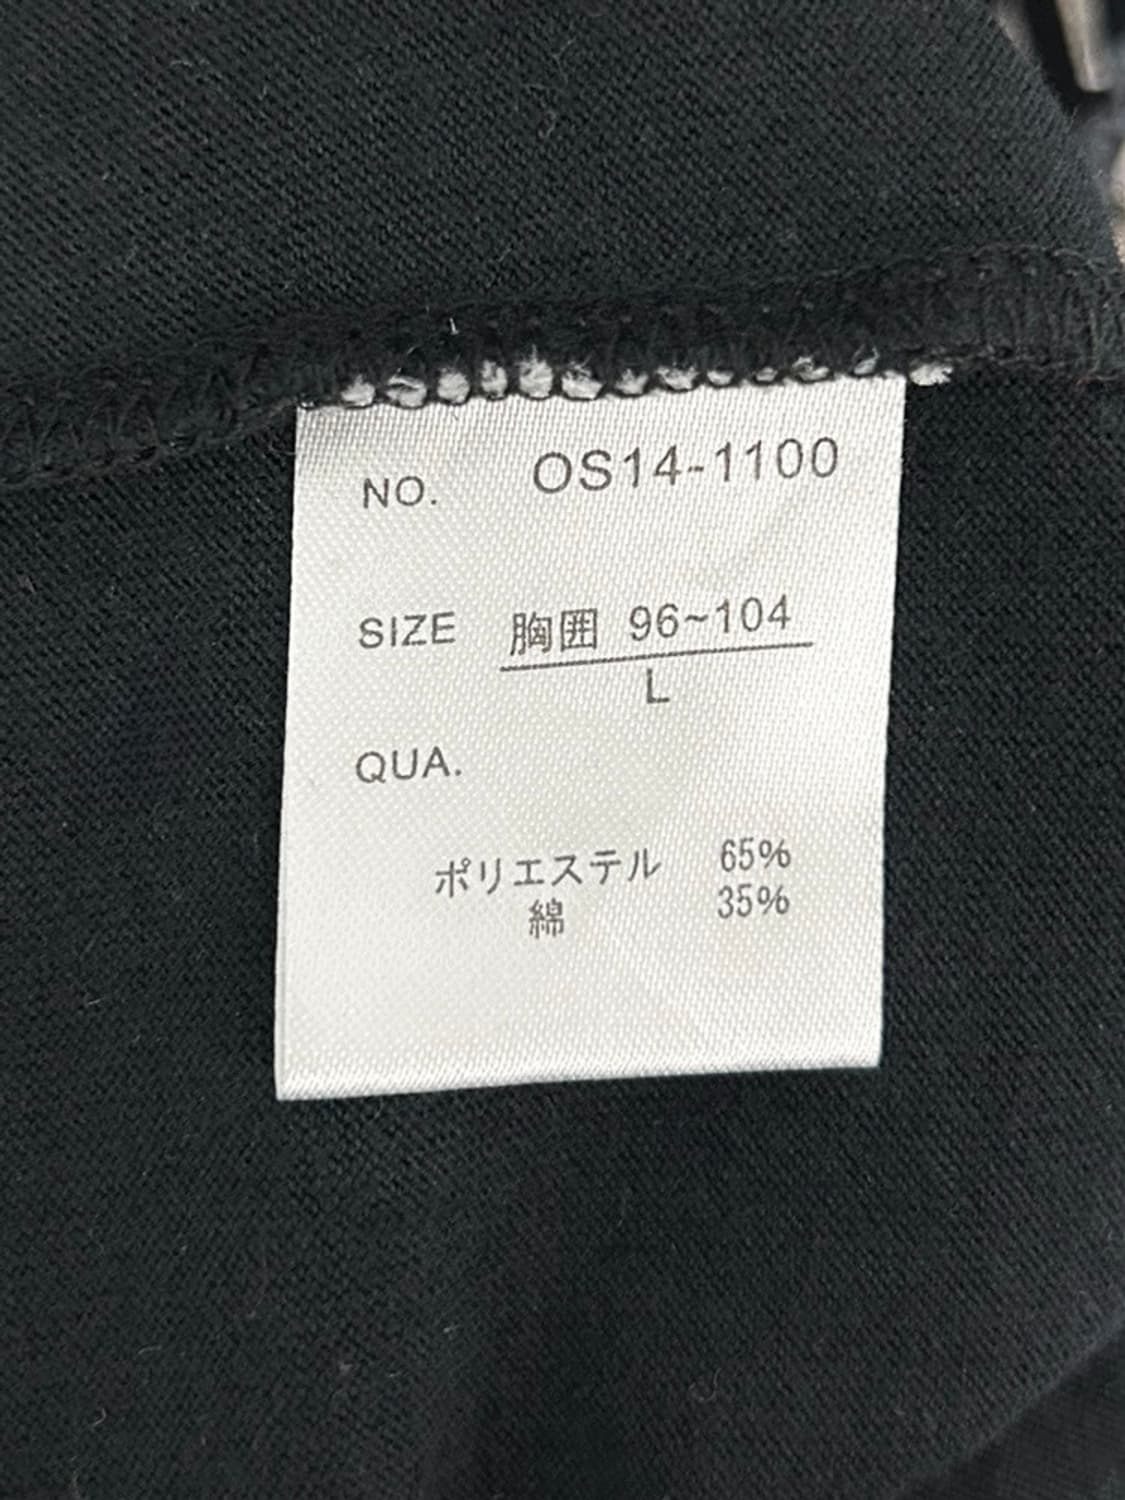 NO. OS14-1100
SIZE 胸囲 96~104
L
QUA.
ポリエステル 65%
綿 35%